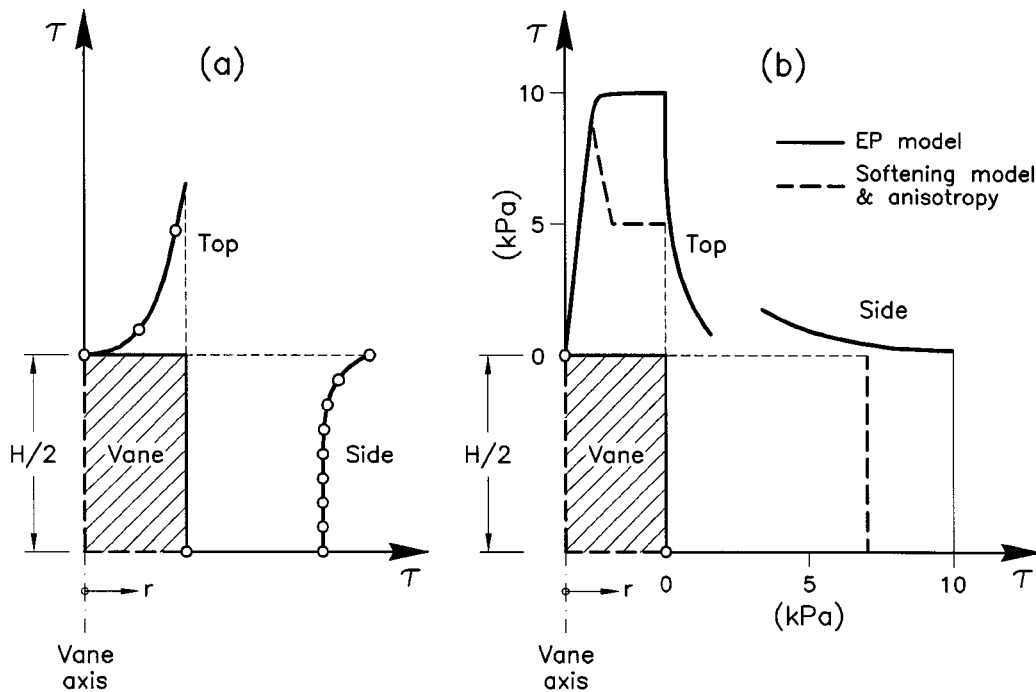 τ
(a)
Top
H/2
Vane
Side
τ
r
Vane
axis
τ
(b)
10
EP model
Softening model
& anisotropy
5
(kPa)
Top
Side
0
H/2
Vane
τ
r
0
5
10
(kPa)
Vane
axis